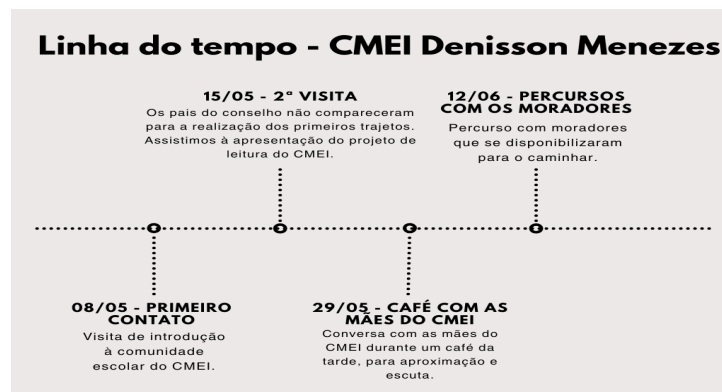 Linha do tempo - CMEI Denisson Menezes
15/05 - 2ª VISITA
Os pais do conselho não compareceram
para a realização dos primeiros trajetos.
Assistimos à apresentação do projeto de
leitura do CMEI.
12/06 - PERCURSOS
COM OS MORADORES
Percurso com moradores
que se disponibilizaram
para o caminhar.
08/05 - PRIMEIRO
CONTATO
Visita de introdução
à comunidade
escolar do CMEI.
29/05 - CAFÉ COM AS
MÃES DO CMEI
Conversa com as mães do
CMEI durante um café da
tarde, para aproximação e
escuta.